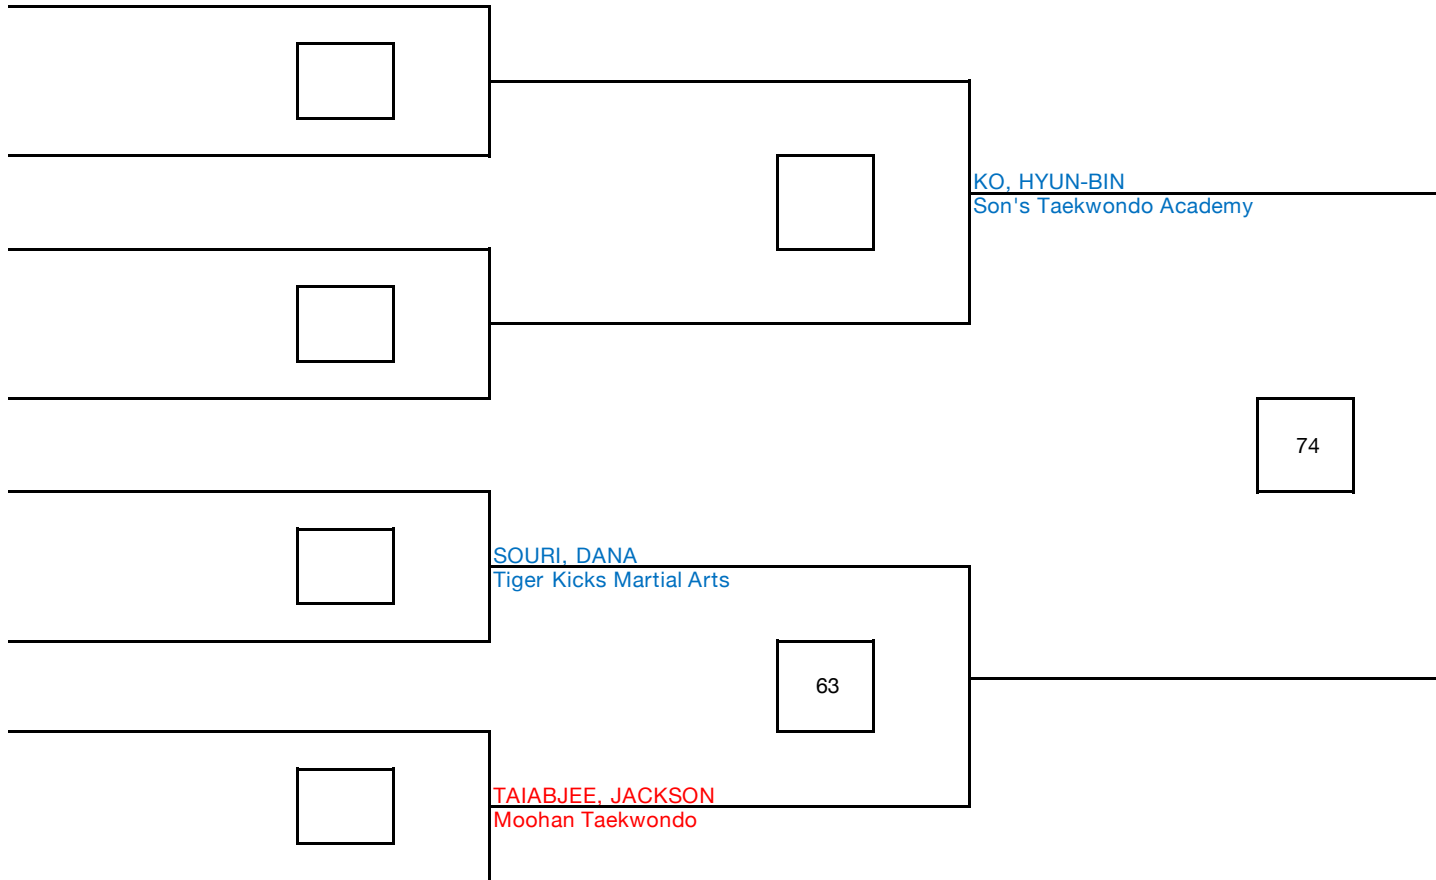 KO, HYUN-BIN
Son's Taekwondo Academy
74
SOURI, DANA
Tiger Kicks Martial Arts
63
TAIABJEE, JACKSON
Moohan Taekwondo